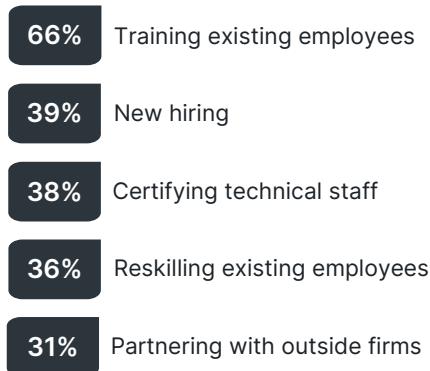 66% Training existing employees
39% New hiring
38% Certifying technical staff
36% Reskilling existing employees
31% Partnering with outside firms